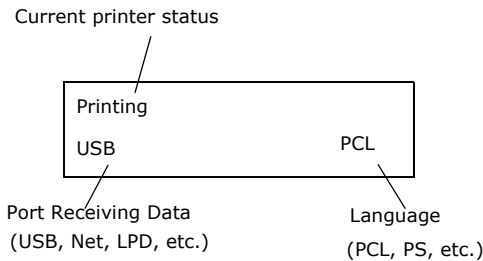 Current printer status
Printing
USB PCL
Port Receiving Data
(USB, Net, LPD, etc.)
Language
(PCL, PS, etc.)